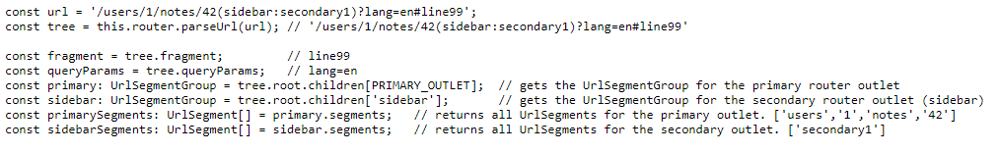 const url = '/users/1/notes/42(sidebar:secondary1)?lang=en#line99';
const tree = this.router.parseUrl(url); // '/users/1/notes/42(sidebar:secondary1)?lang=en#line99'

const fragment = tree.fragment;         // line99
const queryParams = tree.queryParams;   // lang=en
const primary: UrlSegmentGroup = tree.root.children[PRIMARY_OUTLET];  // gets the UrlSegmentGroup for the primary router outlet
const sidebar: UrlSegmentGroup = tree.root.children['sidebar'];       // gets the UrlSegmentGroup for the secondary router outlet (sidebar)
const primarySegments: UrlSegment[] = primary.segments;   // returns all UrlSegments for the primary outlet. ['users','1','notes','42']
const sidebarSegments: UrlSegment[] = sidebar.segments;   // returns all UrlSegments for the secondary outlet. ['secondary1']